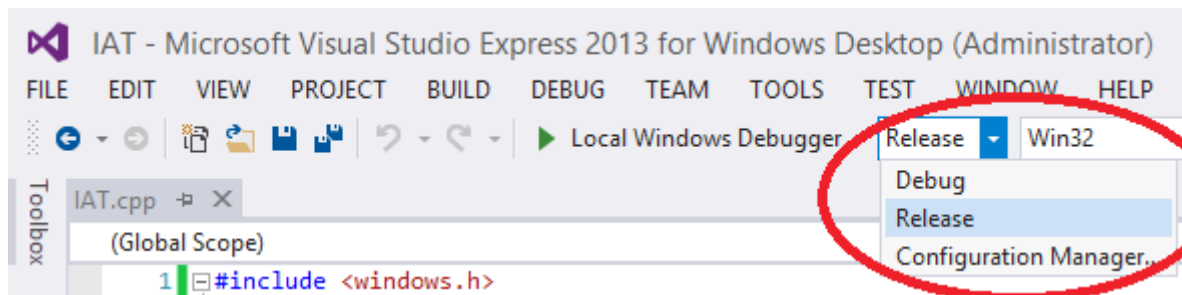 IAT - Microsoft Visual Studio Express 2013 for Windows Desktop (Administrator)
FILE EDIT VIEW PROJECT BUILD DEBUG TEAM TOOLS TEST WINDOW HELP
Local Windows Debugger Release Win32
Debug
Release
Configuration Manager...
Toolbox
IAT.cpp
(Global Scope)
1 #include <windows.h>